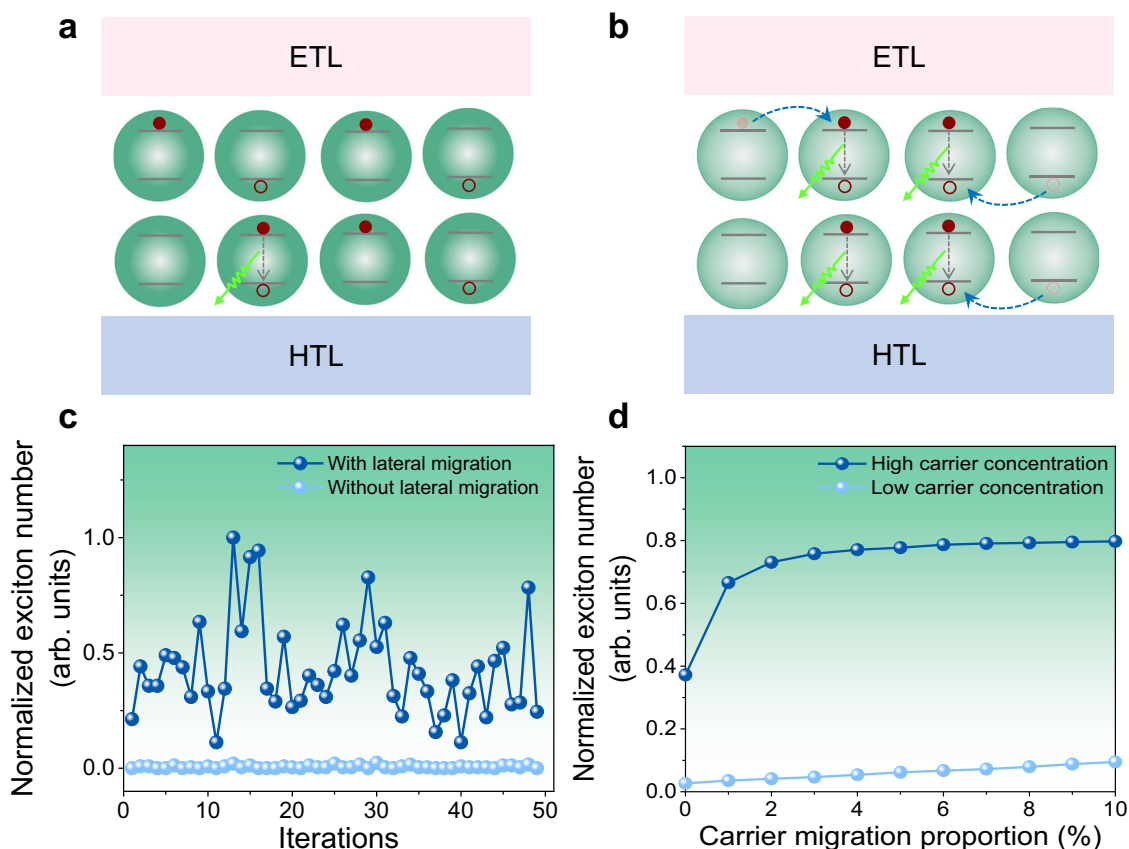 a
ETL
HTL
b
ETL
HTL
c
Normalized exciton number
(arb. units)
With lateral migration
Without lateral migration
1.0
0.5
0.0
0
10
20
30
40
50
Iterations
d
Normalized exciton number
(arb. units)
High carrier concentration
Low carrier concentration
1.0
0.8
0.6
0.4
0.2
0.0
0
2
4
6
8
10
Carrier migration proportion (%)